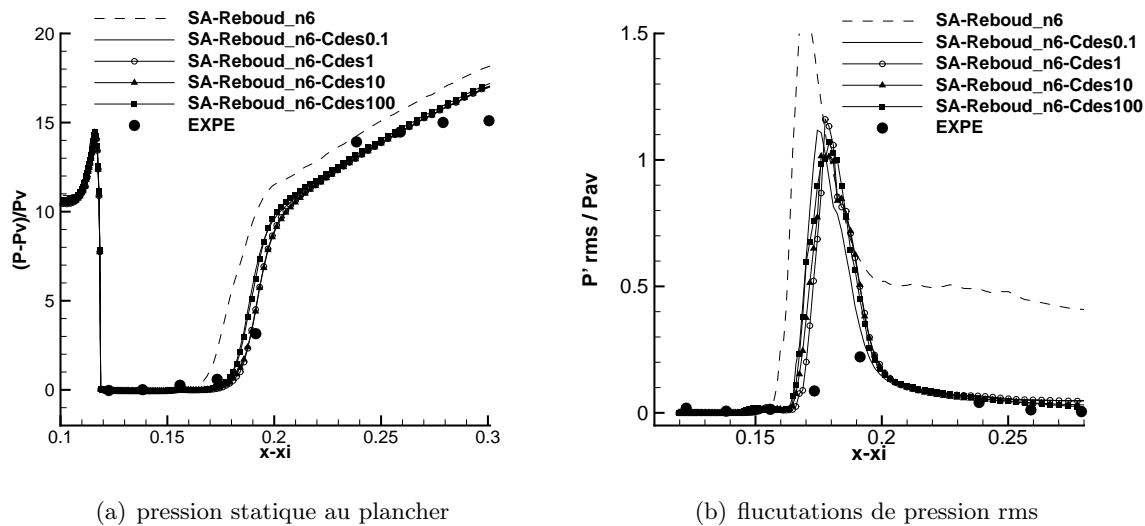 SA-Reboud_n6
SA-Reboud_n6-Cdes0.1
SA-Reboud_n6-Cdes1
SA-Reboud_n6-Cdes10
SA-Reboud_n6-Cdes100
EXPE
(P-Pv)/Pv
20
15
10
5
0
0.1
0.15
0.2
0.25
0.3
x-xi
(a) pression statique au plancher
SA-Reboud_n6
SA-Reboud_n6-Cdes0.1
SA-Reboud_n6-Cdes1
SA-Reboud_n6-Cdes10
SA-Reboud_n6-Cdes100
EXPE
P' rms / Pav
1.5
1
0.5
0
0.15
0.2
0.25
x-xi
(b) flucutations de pression rms